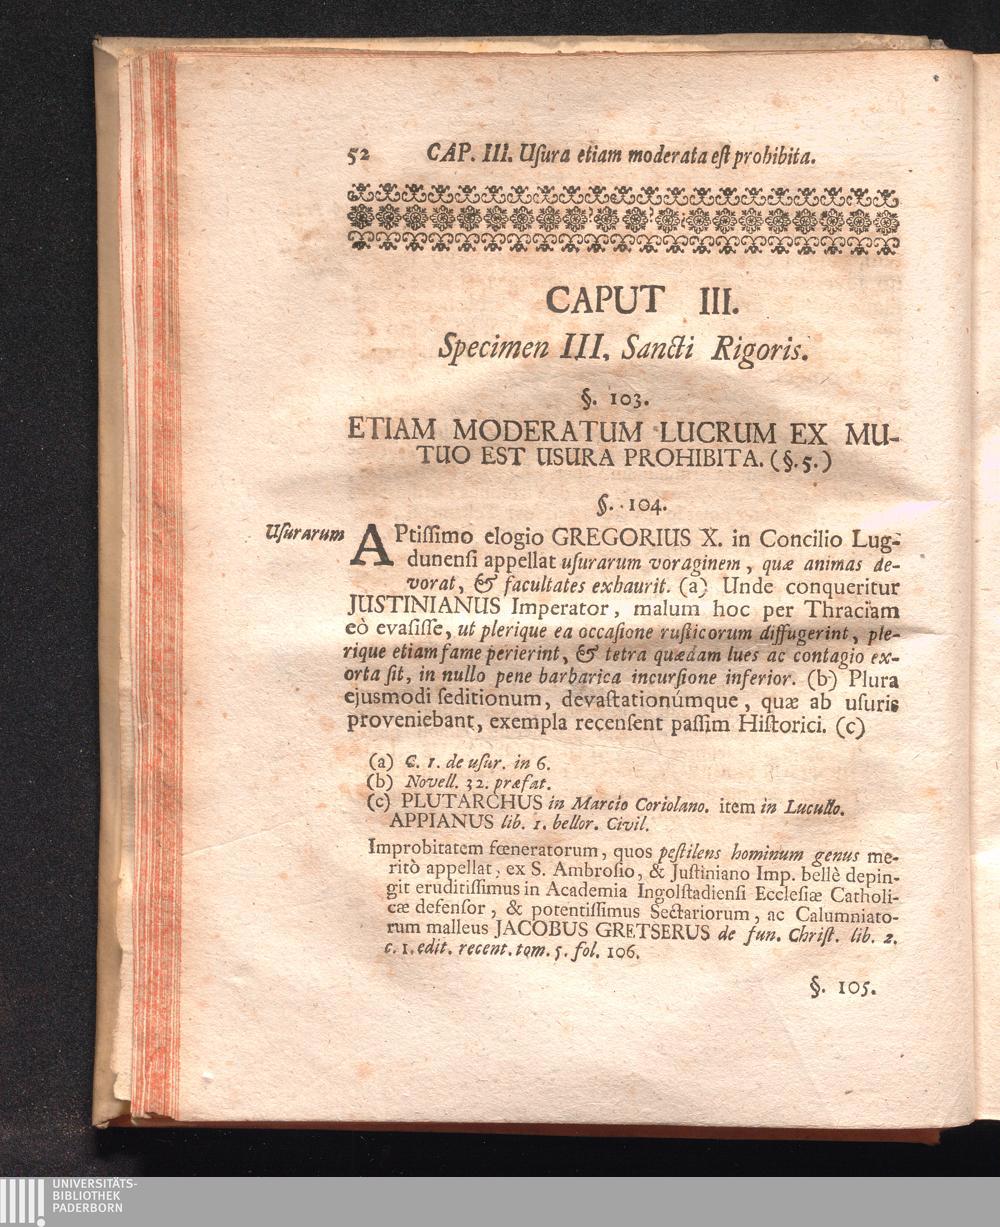 52 CAP. III. Uſura etiam moderata eſt prohibita.
CAPUT III.
Specimen III. Sancti Rigoris.
§. 103.
ETIAM MODERATUM LUCRUM EX MU-
TUO EST USURA PROHIBITA. (§. 5.)
§. 104.
Uſurarum
APtiſſimo elogio GREGORIUS X. in Concilio Lug-
dunenſi appellat uſurarum voraginem, quæ animas de-
vorat, & facultates exhaurit. (a) Unde conqueritur
JUSTINIANUS Imperator, malum hoc per Thraciam
eò evaſiſſe, ut plerique ea occaſione ruſticorum diffugerint, ple-
rique etiam fame perierint, & tetra quædam lues ac contagio ex-
orta ſit, in nullo pene barbarica incurſione inferior. (b) Plura
ejusmodi ſeditionum, devaſtationúmque, quæ ab uſuris
proveniebant, exempla recenſent paſſim Hiſtorici. (c)
(a) C. 1. de uſur. in 6.
(b) Novell. 32. præfat.
(c) PLUTARCHUS in Marcio Coriolano. item in Lucullo.
APPIANUS lib. 1. bellor. Civil.
Improbitatem fœneratorum, quos peſtilens hominum genus me-
ritò appellat, ex S. Ambroſio, & Juſtiniano Imp. bellè depin-
git eruditiſſimus in Academia Ingolſtadienſi Eccleſiæ Catholi-
cæ defenſor, & potentiſſimus Sectariorum, ac Calumniato-
rum malleus JACOBUS GRETSERUS de fun. Chriſt. lib. 2.
c. 1. edit. recent. tom. 5. fol. 106.
§. 105.
UNIVERSITÄTS-
BIBLIOTHEK
PADERBORN